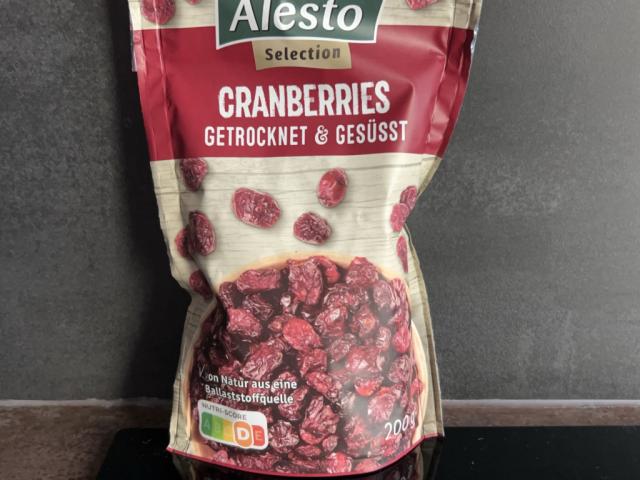 Alesto
Selection
CRANBERRIES
GETROCKNET & GESÜSST
Von Natur aus eine
Ballaststoffquelle
NUTRI-SCORE
A D E
200g